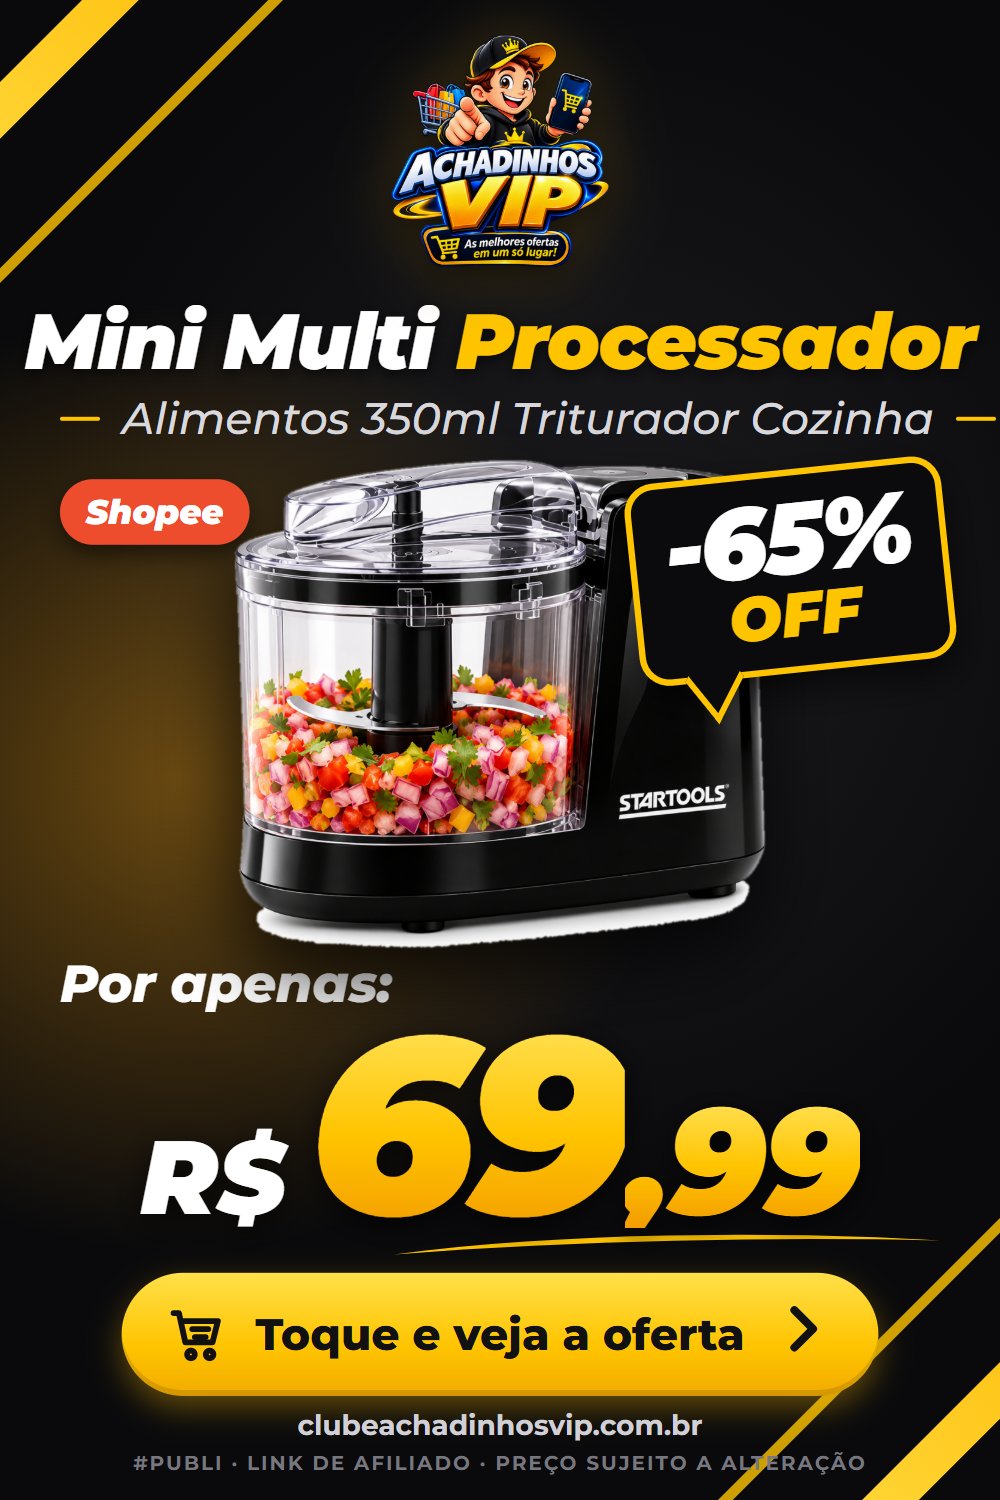 ACHADINHOS
VIP
As melhores ofertas
em um só lugar!
Mini Multi Processador
Alimentos 350ml Triturador Cozinha
Shopee
-65%
OFF
STARTOOLS
Por apenas:
R$ 69,99
Toque e veja a oferta
clubeachadinhosvip.com.br
#PUBLI · LINK DE AFILIADO · PREÇO SUJEITO A ALTERAÇÃO